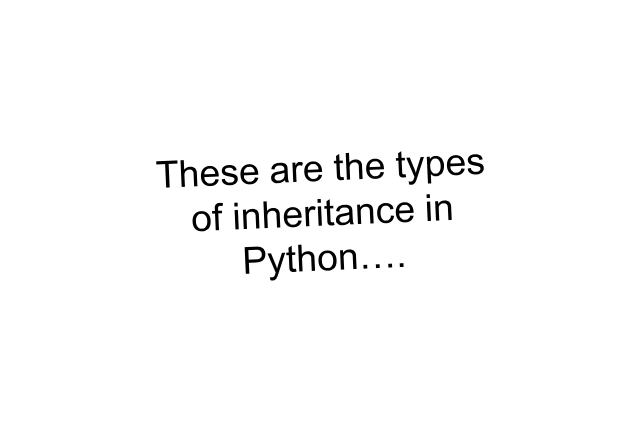 These are the types
of inheritance in
Python….